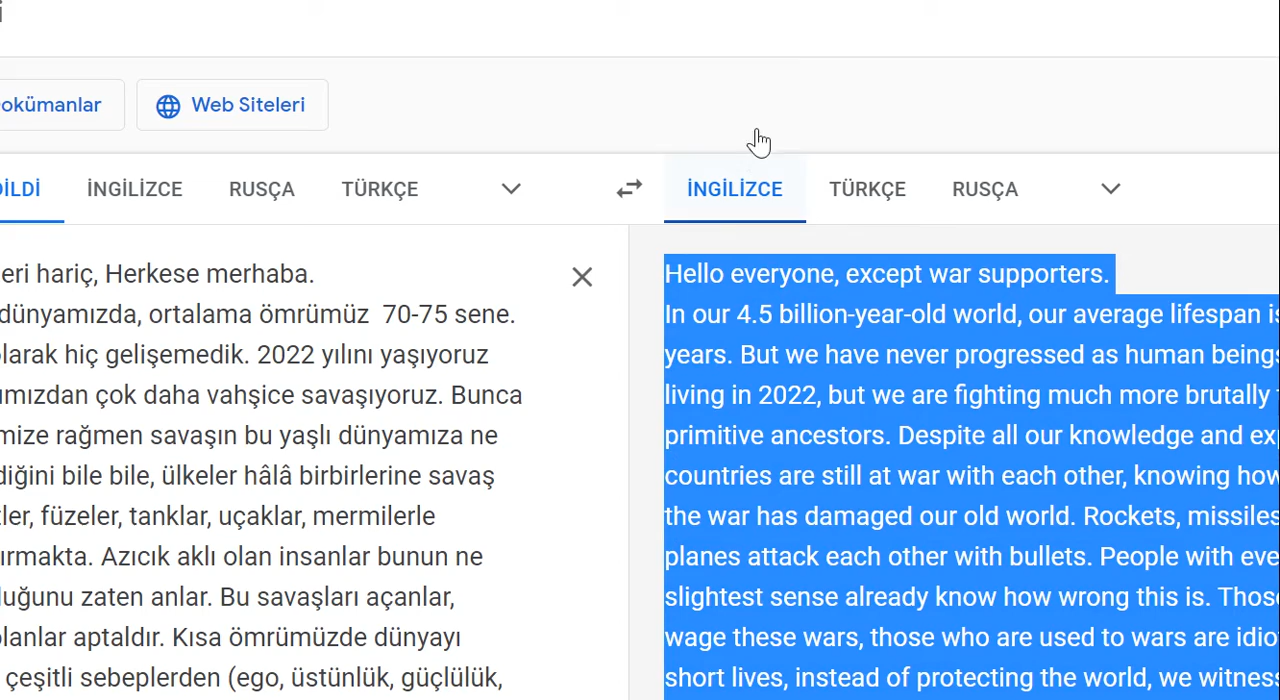 okümanlar Web Siteleri
DİLDİ İNGİLİZCE RUSÇA TÜRKÇE İNGİLİZCE TÜRKÇE RUSÇA
eri hariç, Herkese merhaba.
dünyamızda, ortalama ömrümüz 70-75 sene.
olarak hiç gelişemedik. 2022 yılını yaşıyoruz
ımızdan çok daha vahşice savaşıyoruz. Bunca
mize rağmen savaşın bu yaşlı dünyamıza ne
diğini bile bile, ülkeler hâlâ birbirlerine savaş
ler, füzeler, tanklar, uçaklar, mermilerle
ırmakta. Azıcık aklı olan insanlar bunun ne
uğunu zaten anlar. Bu savaşları açanlar,
olanlar aptaldır. Kısa ömrümüzde dünyayı
çeşitli sebeplerden (ego, üstünlük, güçlülük,
Hello everyone, except war supporters.
In our 4.5 billion-year-old world, our average lifespan is
years. But we have never progressed as human beings
living in 2022, but we are fighting much more brutally
primitive ancestors. Despite all our knowledge and exp
countries are still at war with each other, knowing how
the war has damaged our old world. Rockets, missiles
planes attack each other with bullets. People with eve
slightest sense already know how wrong this is. Those
wage these wars, those who are used to wars are idio
short lives, instead of protecting the world, we witness